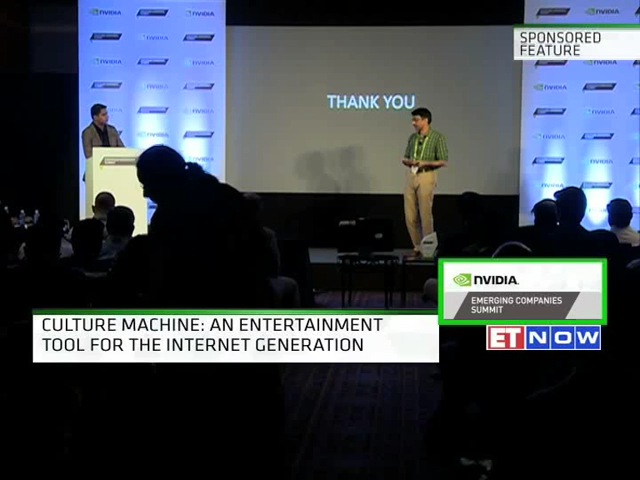 SPONSORED
FEATURE
THANK YOU
NVIDIA
EMERGING COMPANIES
SUMMIT
CULTURE MACHINE: AN ENTERTAINMENT
TOOL FOR THE INTERNET GENERATION
ET NOW